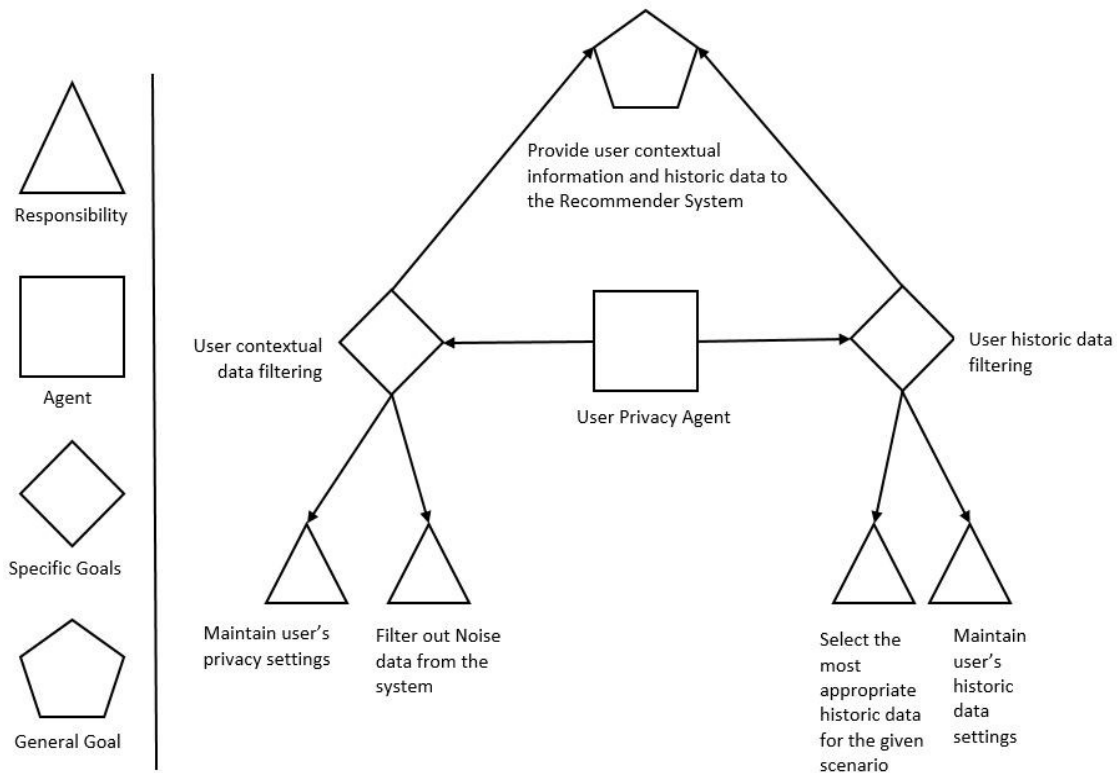 Responsibility
Agent
Specific Goals
General Goal
Provide user contextual
information and historic data to
the Recommender System
User contextual
data filtering
User Privacy Agent
User historic data
filtering
Maintain user's
privacy settings
Filter out Noise
data from the
system
Select the
most
appropriate
historic data
for the given
scenario
Maintain
user's
historic
data
settings